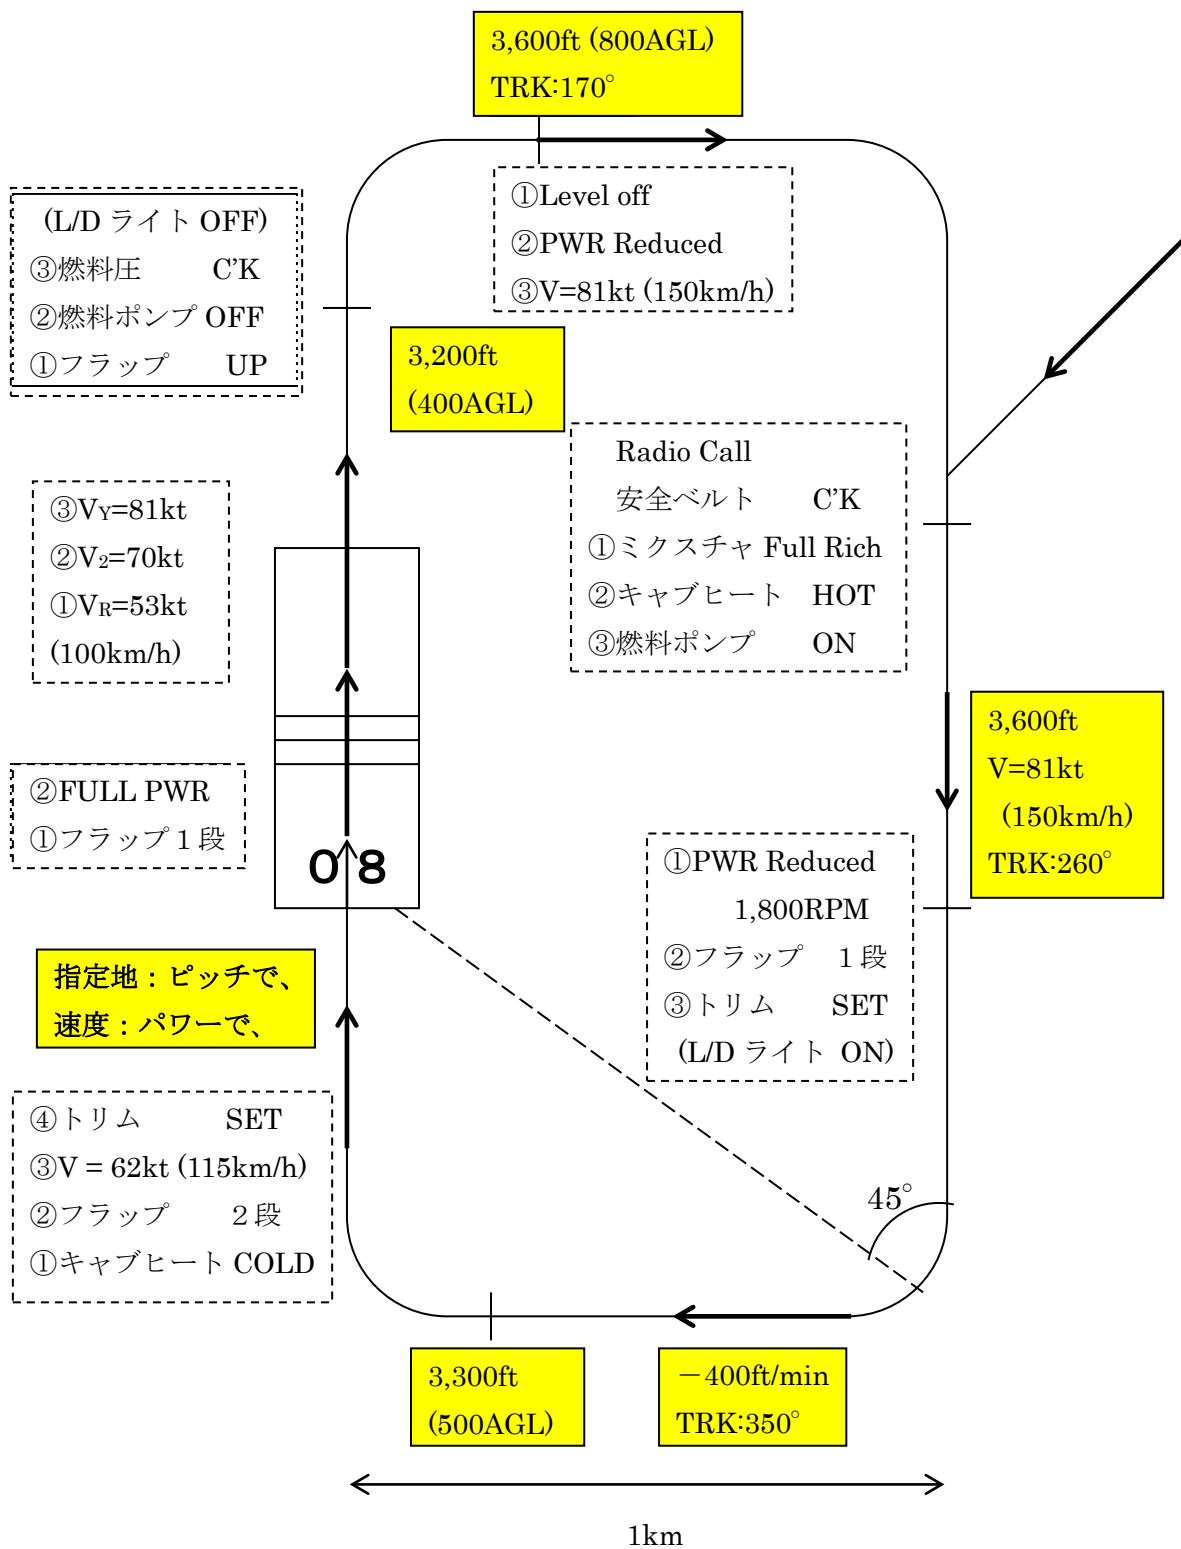 3,600ft (800AGL)
TRK:170°
(L/D ライト OFF)
③燃料圧 C’K
②燃料ポンプ OFF
①フラップ UP
①Level off
②PWR Reduced
③V=81kt (150km/h)
3,200ft
(400AGL)
Radio Call
安全ベルト C’K
①ミクスチャ Full Rich
②キャブヒート HOT
③燃料ポンプ ON
③VY=81kt
②V2=70kt
①VR=53kt
(100km/h)
3,600ft
V=81kt
(150km/h)
TRK:260°
②FULL PWR
①フラップ1段
08
①PWR Reduced
1,800RPM
②フラップ 1段
③トリム SET
(L/D ライト ON)
指定地：ピッチで、
速度：パワーで、
④トリム SET
③V = 62kt (115km/h)
②フラップ 2段
①キャブヒート COLD
45°
3,300ft
(500AGL)
－400ft/min
TRK:350°
1km